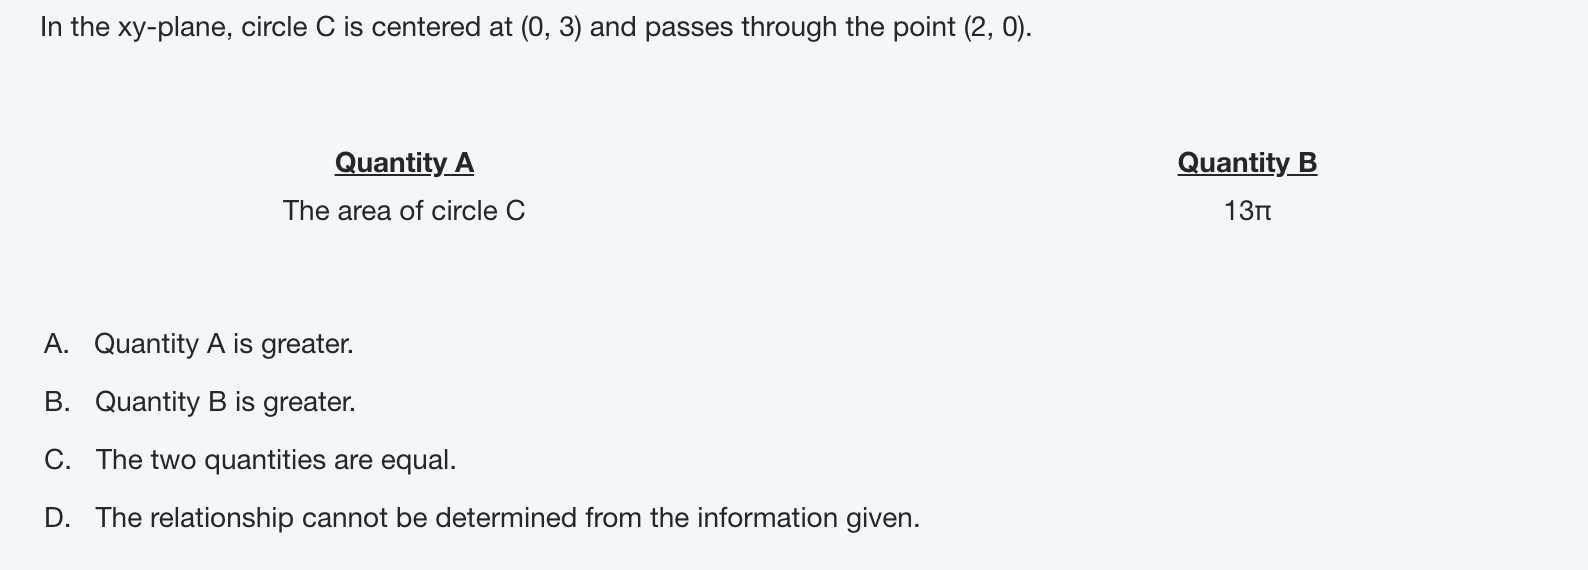 In the xy-plane, circle C is centered at (0, 3) and passes through the point (2, 0).
Quantity A
The area of circle C
Quantity B
13π
A. Quantity A is greater.
B. Quantity B is greater.
C. The two quantities are equal.
D. The relationship cannot be determined from the information given.